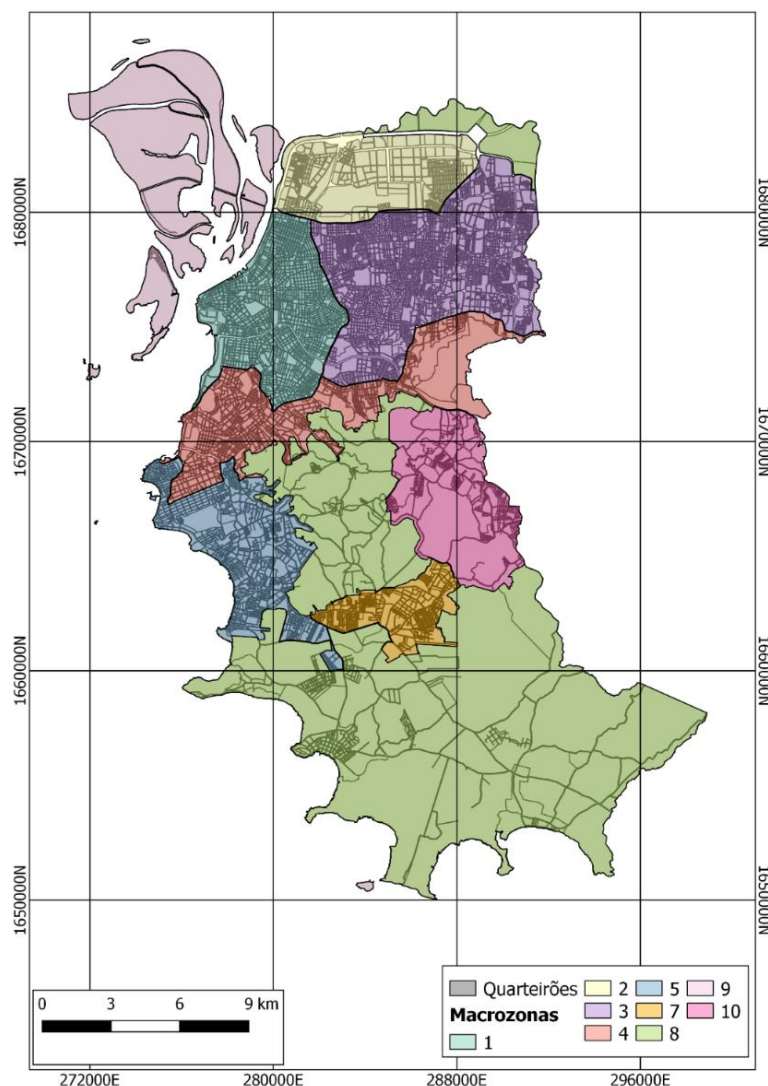 1680000N
1680000N
1670000N
1670000N
1660000N
1660000N
1650000N
1650000N
0 3 6 9 km
Quarteirões
Macrozonas
1
2
3
4
5
7
8
9
10
272000E 280000E 288000E 296000E